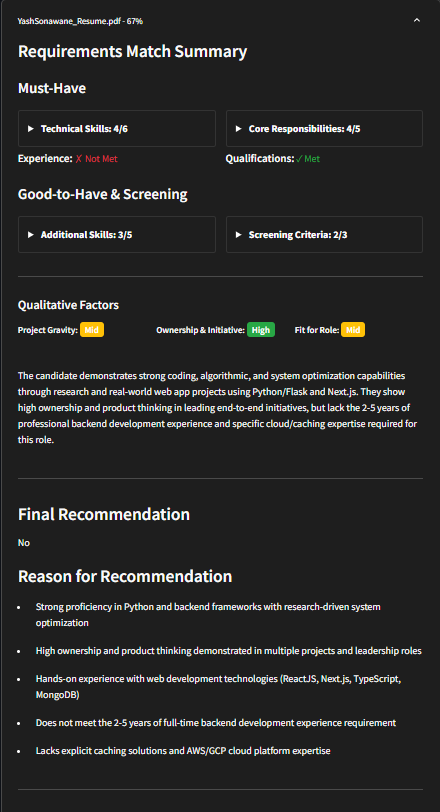 YashSonawane_Resume.pdf - 67%
Requirements Match Summary
Must-Have
▶ Technical Skills: 4/6
▶ Core Responsibilities: 4/5
Experience: ✗ Not Met
Qualifications: ✓ Met
Good-to-Have & Screening
▶ Additional Skills: 3/5
▶ Screening Criteria: 2/3
Qualitative Factors
Project Gravity: Mid
Ownership & Initiative: High
Fit for Role: Mid
The candidate demonstrates strong coding, algorithmic, and system optimization capabilities
through research and real-world web app projects using Python/Flask and Next.js. They show
high ownership and product thinking in leading end-to-end initiatives, but lack the 2-5 years of
professional backend development experience and specific cloud/caching expertise required for
this role.
Final Recommendation
No
Reason for Recommendation
• Strong proficiency in Python and backend frameworks with research-driven system
optimization
• High ownership and product thinking demonstrated in multiple projects and leadership roles
• Hands-on experience with web development technologies (ReactJS, Next.js, TypeScript,
MongoDB)
• Does not meet the 2-5 years of full-time backend development experience requirement
• Lacks explicit caching solutions and AWS/GCP cloud platform expertise